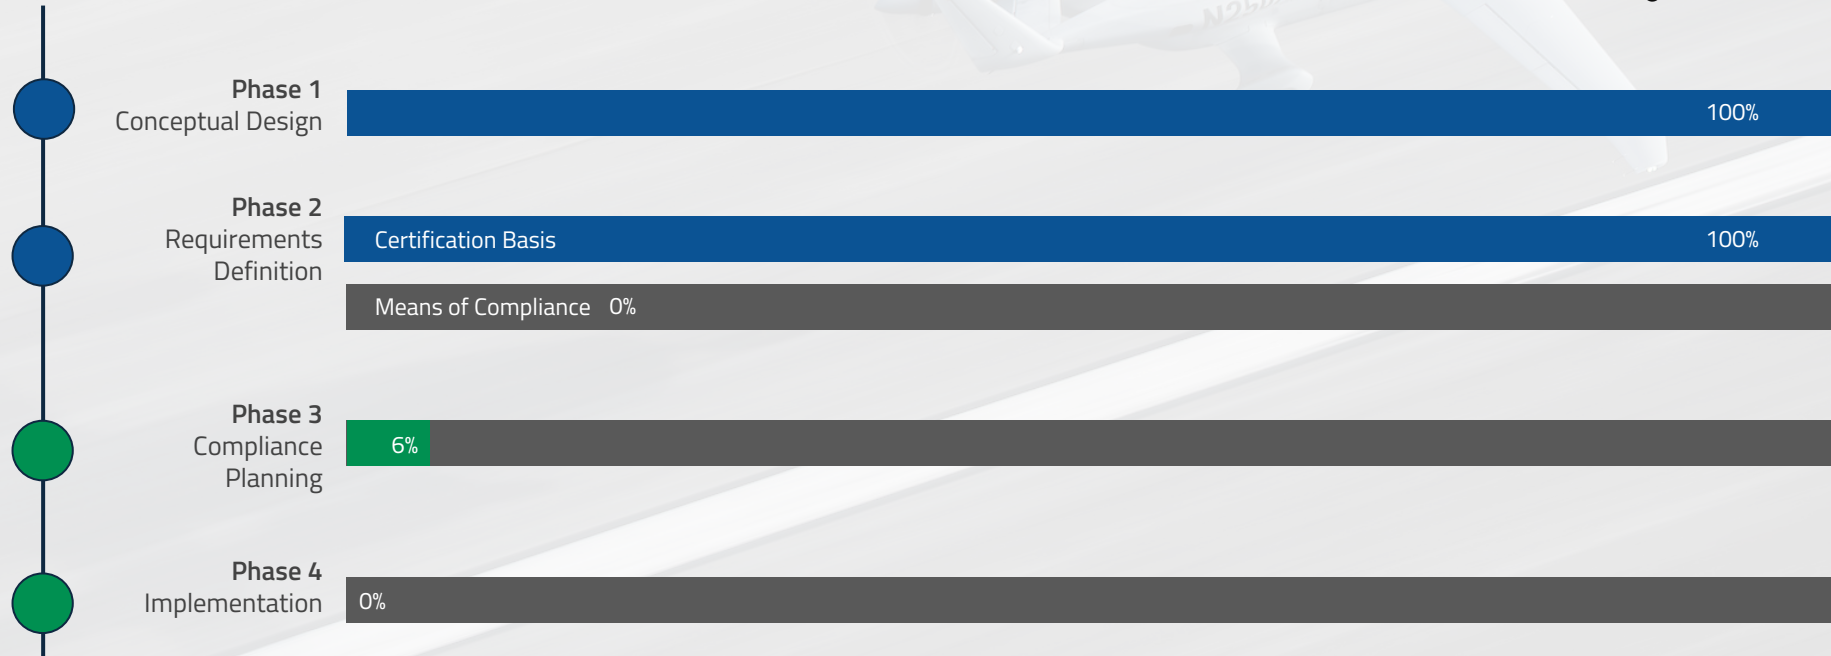 Phase 1
Conceptual Design
100%
Phase 2
Requirements
Definition
Certification Basis 100%
Means of Compliance 0%
Phase 3
Compliance
Planning
6%
Phase 4
Implementation
0%